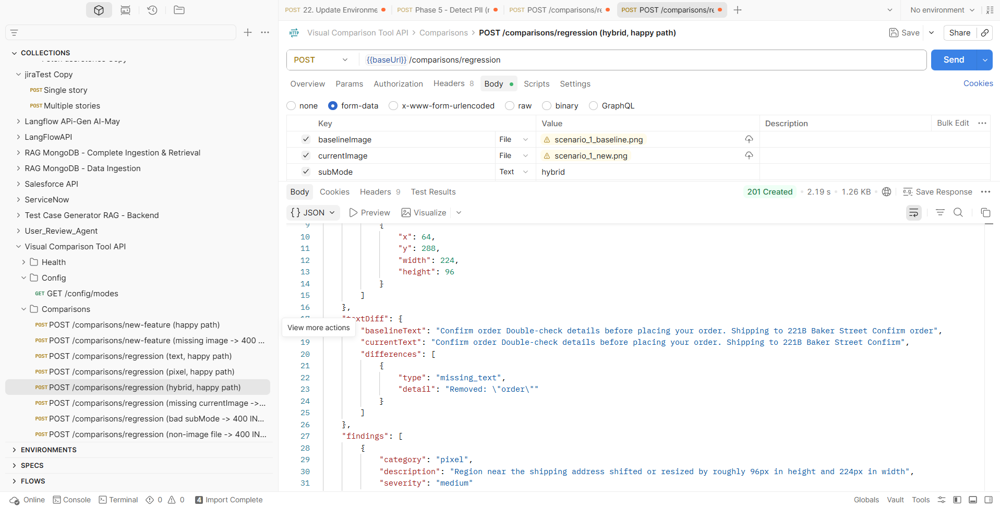 POST 22. Update Environme
POST Phase 5 - Detect PII (r
POST POST /comparisons/re
POST POST /comparisons/re
No environment
HTTP Visual Comparison Tool API > Comparisons > POST /comparisons/regression (hybrid, happy path)
Save
Share
COLLECTIONS
jiraTest Copy
POST Single story
POST Multiple stories
Langflow APi-Gen AI-May
LangFlowAPI
RAG MongoDB - Complete Ingestion & Retrieval
RAG MongoDB - Data Ingestion
Salesforce API
ServiceNow
Test Case Generator RAG - Backend
User_Review_Agent
Visual Comparison Tool API
Health
Config
GET GET /config/modes
Comparisons
POST POST /comparisons/new-feature (happy path)
POST POST /comparisons/new-feature (missing image -> 400 ...
POST POST /comparisons/regression (text, happy path)
POST POST /comparisons/regression (pixel, happy path)
POST POST /comparisons/regression (hybrid, happy path)
POST POST /comparisons/regression (missing currentImage ->...
POST POST /comparisons/regression (bad subMode -> 400 IN...
POST POST /comparisons/regression (non-image file -> 400 IN...
ENVIRONMENTS
SPECS
FLOWS
POST {{baseUrl}} /comparisons/regression
Send
Overview Params Authorization Headers 8 Body Scripts Settings
Cookies
none form-data x-www-form-urlencoded raw binary GraphQL
Key Value Description Bulk Edit
baselineImage File scenario_1_baseline.png
currentImage File scenario_1_new.png
subMode Text hybrid
Body Cookies Headers 9 Test Results
201 Created 2.19 s 1.26 KB e.g. Save Response
{} JSON Preview Visualize
9 {
10 "x": 64,
11 "y": 288,
12 "width": 224,
13 "height": 96
14 }
15 ]
16 },
"textDiff": {
View more actions
"baselineText": "Confirm order Double-check details before placing your order. Shipping to 221B Baker Street Confirm order",
19 "currentText": "Confirm order Double-check details before placing your order. Shipping to 221B Baker Street Confirm",
20 "differences": [
21 {
22 "type": "missing_text",
23 "detail": "Removed: \"order\""
24 }
25 ]
26 },
27 "findings": [
28 {
29 "category": "pixel",
30 "description": "Region near the shipping address shifted or resized by roughly 96px in height and 224px in width",
31 "severity": "medium"
Online Console Terminal 0 0 4 Import Complete
Globals Vault Tools